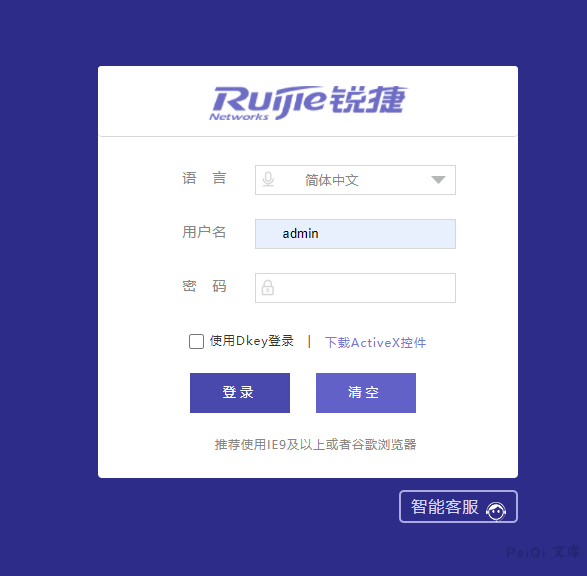 Ruijie锐捷
Networks
语 言 简体中文
用户名 admin
密 码
使用Dkey登录 | 下载ActiveX控件
登录 清空
推荐使用IE9及以上或者谷歌浏览器
智能客服
PeiQi 文库